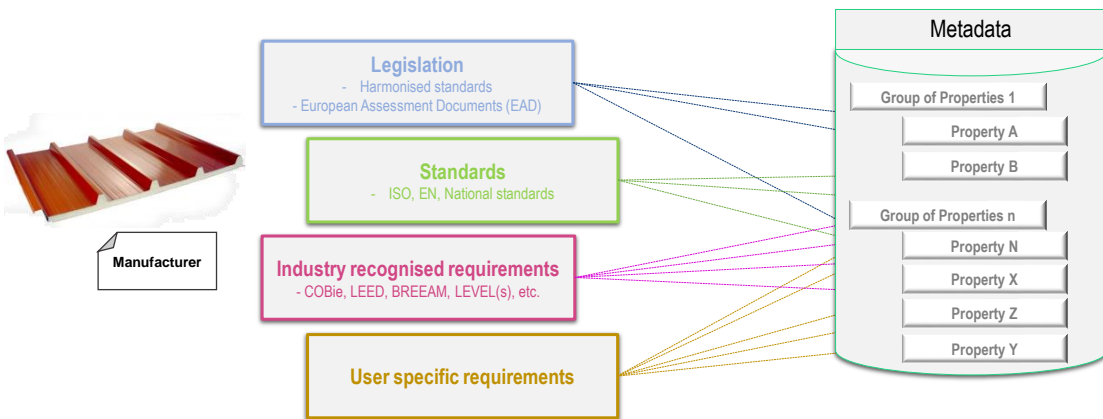 Manufacturer
Legislation
- Harmonised standards
- European Assessment Documents (EAD)
Standards
- ISO, EN, National standards
Industry recognised requirements
- COBie, LEED, BREEAM, LEVEL(s), etc.
User specific requirements
Metadata
Group of Properties 1
Property A
Property B
Group of Properties n
Property N
Property X
Property Z
Property Y